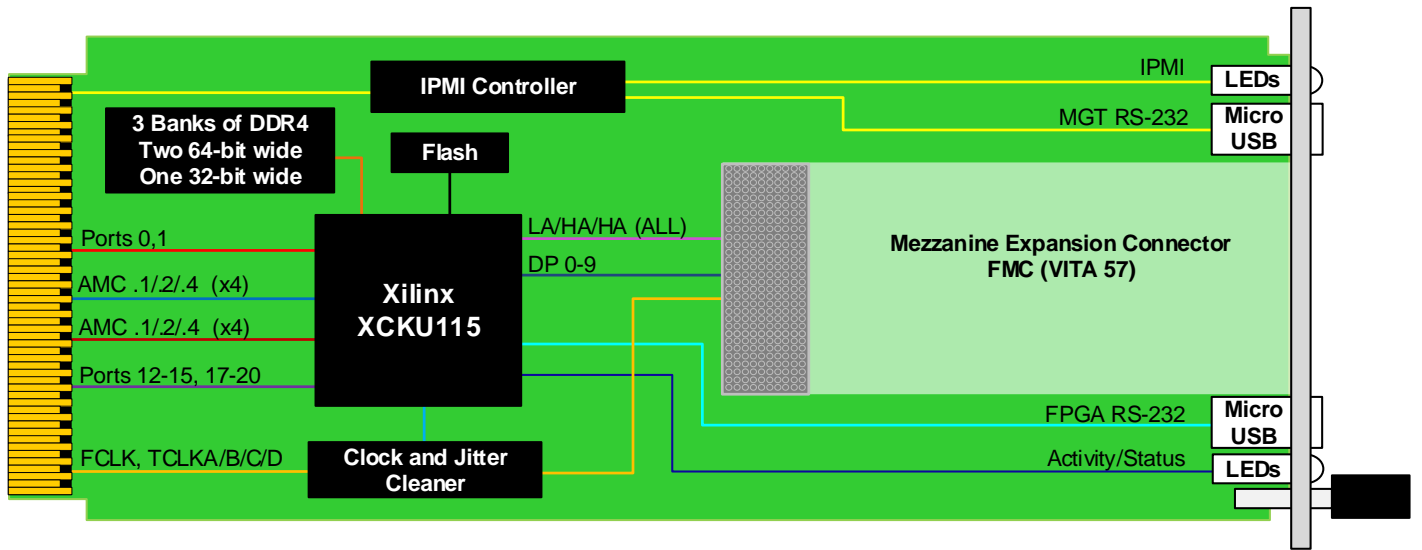 IPMI
LEDs
IPMI Controller
MGT RS-232
Micro
USB
3 Banks of DDR4
Two 64-bit wide
One 32-bit wide
Flash
LA/HA/HA (ALL)
Ports 0,1
Mezzanine Expansion Connector
FMC (VITA 57)
DP 0-9
AMC .1/.2/.4 (x4)
Xilinx
XCKU115
AMC .1/.2/.4 (x4)
Ports 12-15, 17-20
FPGA RS-232
Micro
USB
FCLK, TCLKA/B/C/D
Clock and Jitter
Cleaner
Activity/Status
LEDs